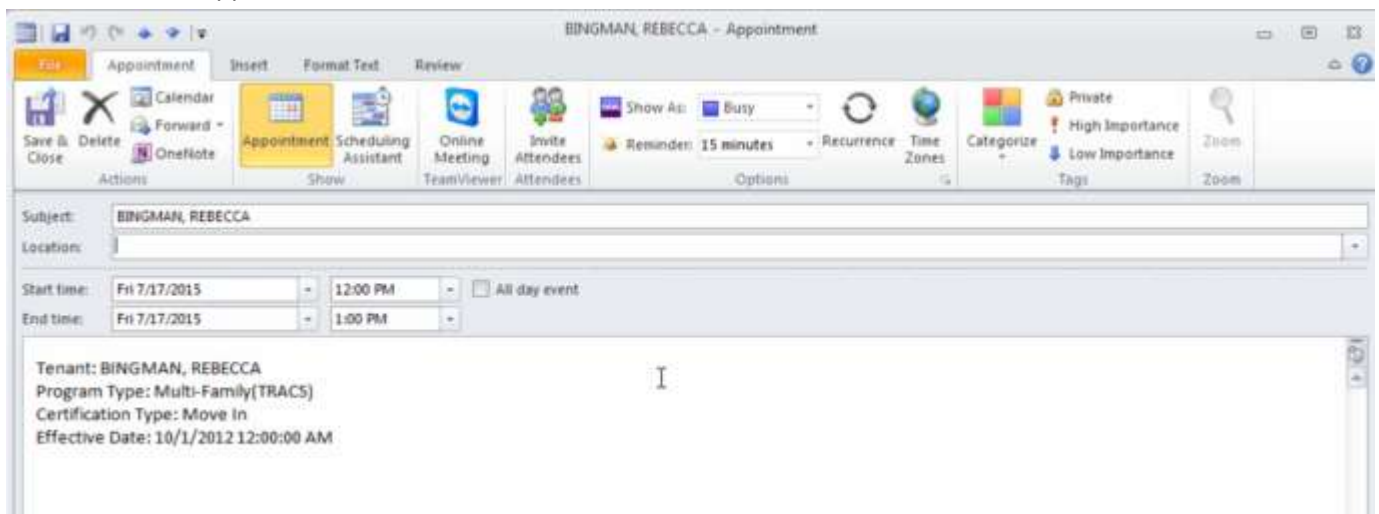 BINGMAN, REBECCA - Appointment
File Appointment Insert Format Text Review
Save & Close
Delete
Calendar
Forward
OneNote
Actions
Appointment
Scheduling Assistant
Show
Online Meeting
TeamViewer
Invite Attendees
Attendees
Show As: Busy
Reminder: 15 minutes
Recurrence
Time Zones
Options
Categorize
Private
High Importance
Low Importance
Tags
Zoom
Zoom
Subject: BINGMAN, REBECCA
Location:
Start time: Fri 7/17/2015 12:00 PM All day event
End time: Fri 7/17/2015 1:00 PM
Tenant: BINGMAN, REBECCA
Program Type: Multi-Family(TRACS)
Certification Type: Move In
Effective Date: 10/1/2012 12:00:00 AM